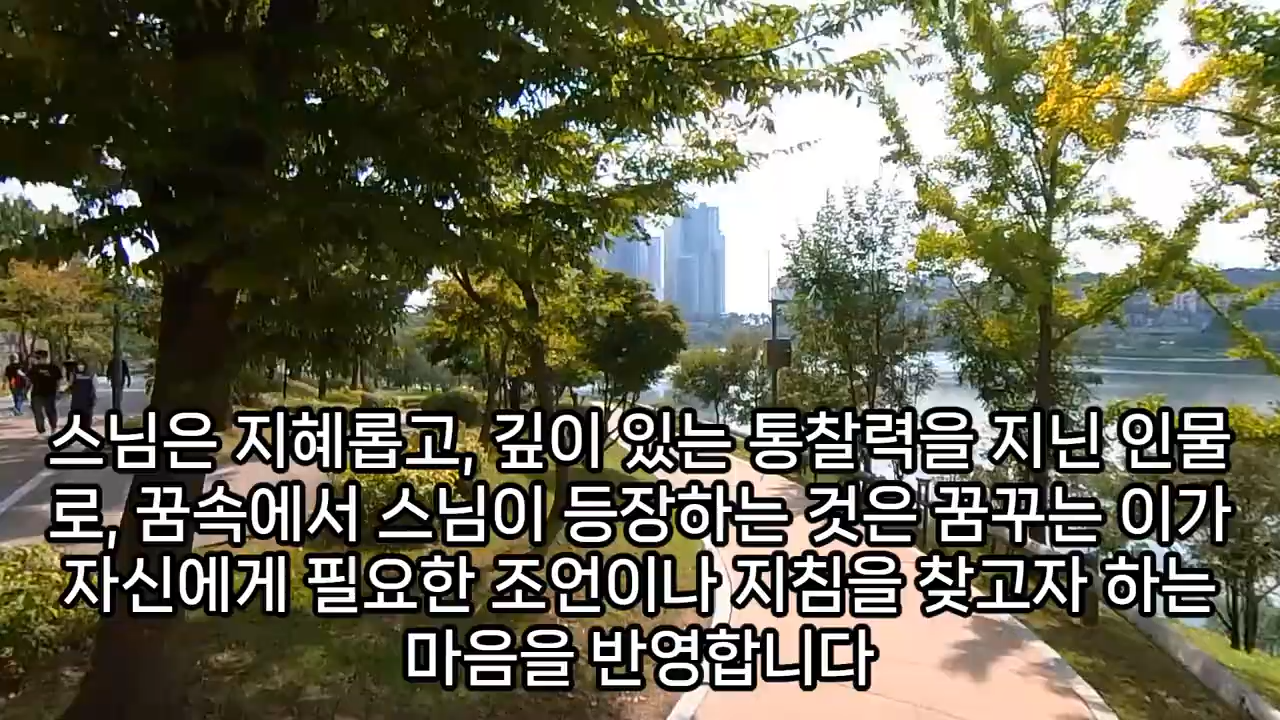 스님은 지혜롭고, 깊이 있는 통찰력을 지닌 인물
로, 꿈속에서 스님이 등장하는 것은 꿈꾸는 이가
자신에게 필요한 조언이나 지침을 찾고자 하는
마음을 반영합니다